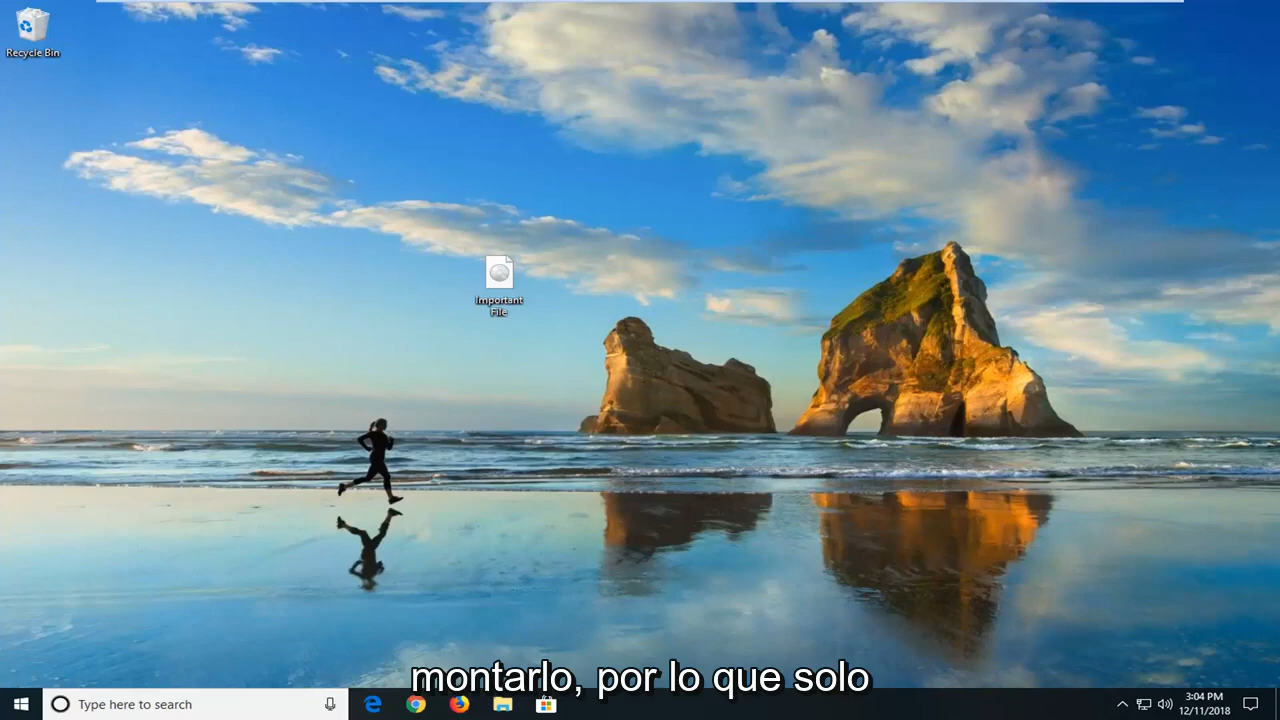 Recycle Bin
Important
File
montarlo, por lo que solo
Type here to search
3:04 PM
12/11/2018